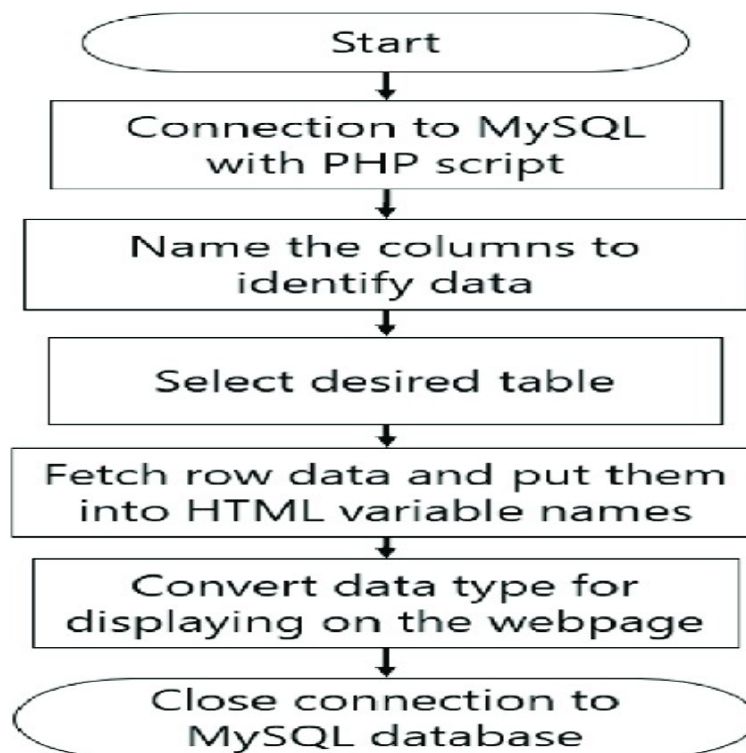 Start
Connection to MySQL
with PHP script
Name the columns to
identify data
Select desired table
Fetch row data and put them
into HTML variable names
Convert data type for
displaying on the webpage
Close connection to
MySQL database